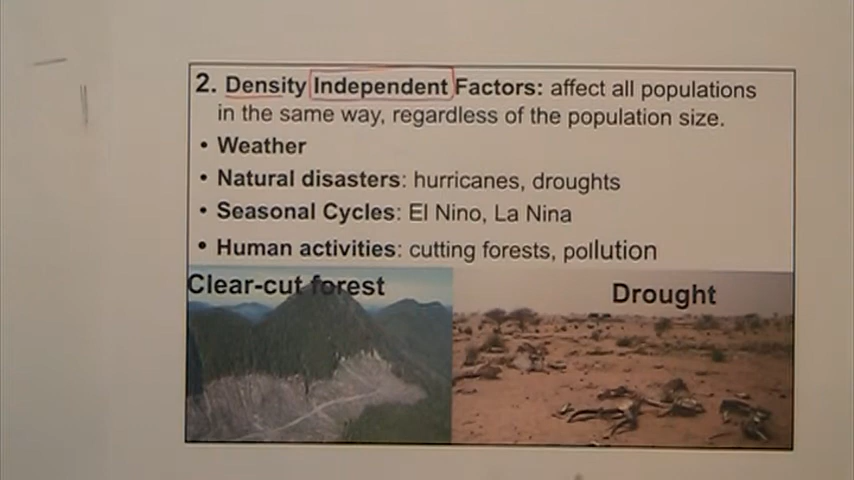 2. Density Independent Factors: affect all populations
in the same way, regardless of the population size.
• Weather
• Natural disasters: hurricanes, droughts
• Seasonal Cycles: El Nino, La Nina
• Human activities: cutting forests, pollution
Clear-cut forest
Drought